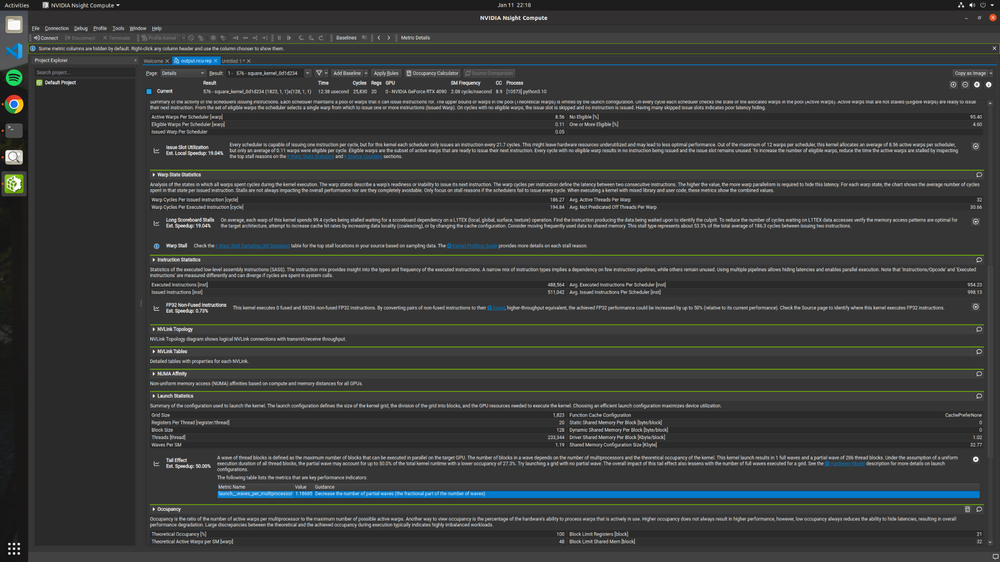 Activities
NVIDIA Nsight Compute
Jan 11 22:18
NVIDIA Nsight Compute
File Connection Debug Profile Tools Window Help
Connect Disconnect Terminate Profile Kernel Baselines Metric Details
Some metric columns are hidden by default. Right-click any column header and use the column chooser to show them.
Project Explorer
Search project...
Default Project
Welcome output.ncu-rep Untitled 1 *
Page: Details Result: 1 - 576 - square_kernel_0d1d234 Add Baseline Apply Rules Occupancy Calculator Source Comparison Copy as Image
Result Time Cycles Regs GPU SM Frequency CC Process
Current 576 - square_kernel_0d1d234 (1823, 1, 1)x(128, 1, 1) 12.38 usecond 25,830 20 0 - NVIDIA GeForce RTX 4090 2.08 cycle/nsecond 8.9 [10573] python3.10
Summary of the activity of the schedulers issuing instructions. Each scheduler maintains a pool of warps that it can issue instructions for. The upper bound of warps in the pool (Theoretical Warps) is limited by the launch configuration. On every cycle each scheduler checks the state of the allocated warps in the pool (Active Warps). Active warps that are not stalled (Eligible Warps) are ready to issue
their next instruction. From the set of eligible warps the scheduler selects a single warp from which to issue one or more instructions (Issued Warp). On cycles with no eligible warps, the issue slot is skipped and no instruction is issued. Having many skipped issue slots indicates poor latency hiding.
Active Warps Per Scheduler [warp] 8.56 No Eligible [%] 95.40
Eligible Warps Per Scheduler [warp] 0.11 One or More Eligible [%] 4.60
Issued Warp Per Scheduler 0.05
Issue Slot Utilization
Est. Local Speedup: 19.04%
Every scheduler is capable of issuing one instruction per cycle, but for this kernel each scheduler only issues an instruction every 21.7 cycles. This might leave hardware resources underutilized and may lead to less optimal performance. Out of the maximum of 12 warps per scheduler, this kernel allocates an average of 8.56 active warps per scheduler,
but only an average of 0.11 warps were eligible per cycle. Eligible warps are the subset of active warps that are ready to issue their next instruction. Every cycle with no eligible warp results in no instruction being issued and the issue slot remains unused. To increase the number of eligible warps, reduce the time the active warps are stalled by inspecting
the top stall reasons on the Warp State Statistics and Source Counters sections.
Warp State Statistics
Analysis of the states in which all warps spent cycles during the kernel execution. The warp states describe a warp's readiness or inability to issue its next instruction. The warp cycles per instruction define the latency between two consecutive instructions. The higher the value, the more warp parallelism is required to hide this latency. For each warp state, the chart shows the average number of cycles
spent in that state per issued instruction. Stalls are not always impacting the overall performance nor are they completely avoidable. Only focus on stall reasons if the schedulers fail to issue every cycle. When executing a kernel with mixed library and user code, these metrics show the combined values.
Warp Cycles Per Issued Instruction [cycle] 186.27 Avg. Active Threads Per Warp 32
Warp Cycles Per Executed Instruction [cycle] 194.84 Avg. Not Predicated Off Threads Per Warp 30.66
Long Scoreboard Stalls
Est. Speedup: 19.04%
On average, each warp of this kernel spends 99.4 cycles being stalled waiting for a scoreboard dependency on a L1TEX (local, global, surface, texture) operation. Find the instruction producing the data being waited upon to identify the culprit. To reduce the number of cycles waiting on L1TEX data accesses verify the memory access patterns are optimal for
the target architecture, attempt to increase cache hit rates by increasing data locality (coalescing), or by changing the cache configuration. Consider moving frequently used data to shared memory. This stall type represents about 53.3% of the total average of 186.3 cycles between issuing two instructions.
Warp Stall Check the Warp Stall Sampling (All Samples) table for the top stall locations in your source based on sampling data. The Kernel Profiling Guide provides more details on each stall reason.
Instruction Statistics
Statistics of the executed low-level assembly instructions (SASS). The instruction mix provides insight into the types and frequency of the executed instructions. A narrow mix of instruction types implies a dependency on few instruction pipelines, while others remain unused. Using multiple pipelines allows hiding latencies and enables parallel execution. Note that 'Instructions/Opcode' and 'Executed
Instructions' are measured differently and can diverge if cycles are spent in system calls.
Executed Instructions [inst] 488,564 Avg. Executed Instructions Per Scheduler [inst] 954.23
Issued Instructions [inst] 511,042 Avg. Issued Instructions Per Scheduler [inst] 998.13
FP32 Non-Fused Instructions
Est. Speedup: 0.73%
This kernel executes 0 fused and 58336 non-fused FP32 instructions. By converting pairs of non-fused instructions to their fused, higher-throughput equivalent, the achieved FP32 performance could be increased by up to 50% (relative to its current performance). Check the Source page to identify where this kernel executes FP32 instructions.
NVLink Topology
NVLink Topology diagram shows logical NVLink connections with transmit/receive throughput.
NVLink Tables
Detailed tables with properties for each NVLink.
NUMA Affinity
Non-uniform memory access (NUMA) affinities based on compute and memory distances for all GPUs.
Launch Statistics
Summary of the configuration used to launch the kernel. The launch configuration defines the size of the kernel grid, the division of the grid into blocks, and the GPU resources needed to execute the kernel. Choosing an efficient launch configuration maximizes device utilization.
Grid Size 1,823 Function Cache Configuration CachePreferNone
Registers Per Thread [register/thread] 20 Static Shared Memory Per Block [byte/block] 0
Block Size 128 Dynamic Shared Memory Per Block [byte/block] 0
Threads [thread] 233,344 Driver Shared Memory Per Block [Kbyte/block] 1.02
Waves Per SM 1.19 Shared Memory Configuration Size [Kbyte] 32.77
Tail Effect
Est. Speedup: 50.00%
A wave of thread blocks is defined as the maximum number of blocks that can be executed in parallel on the target GPU. The number of blocks in a wave depends on the number of multiprocessors and the theoretical occupancy of the kernel. This kernel launch results in 1 full waves and a partial wave of 286 thread blocks. Under the assumption of a uniform
execution duration of all thread blocks, the partial wave may account for up to 50.0% of the total kernel runtime with a lower occupancy of 27.3%. Try launching a grid with no partial wave. The overall impact of this tail effect also lessens with the number of full waves executed for a grid. See the Hardware Model description for more details on launch
configurations.
The following table lists the metrics that are key performance indicators:
Metric Name Value Guidance
launch__waves_per_multiprocessor 1.18685 Decrease the number of partial waves (the fractional part of the number of waves)
Occupancy
Occupancy is the ratio of the number of active warps per multiprocessor to the maximum number of possible active warps. Another way to view occupancy is the percentage of the hardware's ability to process warps that is actively in use. Higher occupancy does not always result in higher performance, however, low occupancy always reduces the ability to hide latencies, resulting in overall
performance degradation. Large discrepancies between the theoretical and the achieved occupancy during execution typically indicates highly imbalanced workloads.
Theoretical Occupancy [%] 100 Block Limit Registers [block] 21
Theoretical Active Warps per SM [warp] 48 Block Limit Shared Mem [block] 32